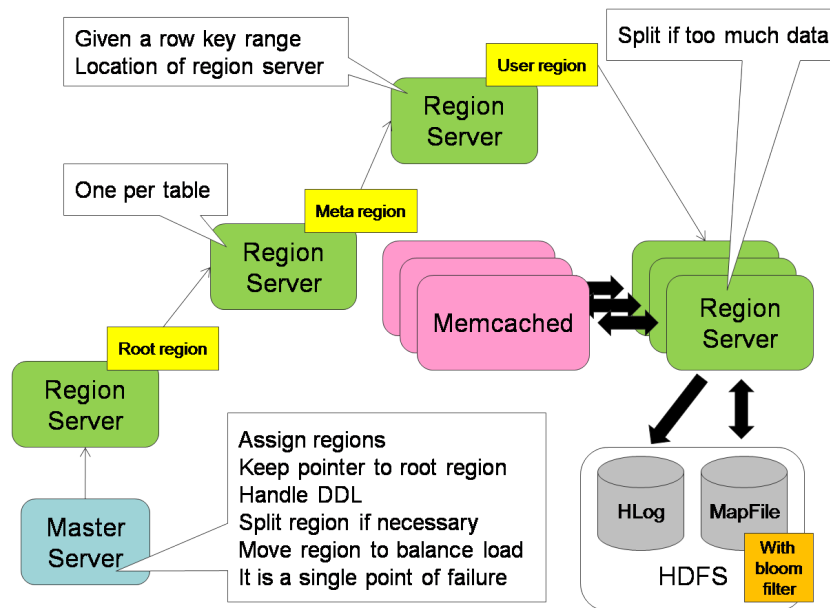 Given a row key range
Location of region server
User region
Split if too much data
Region
Server
One per table
Meta region
Region
Server
Memcached
Region
Server
Root region
Region
Server
Assign regions
Keep pointer to root region
Handle DDL
Split region if necessary
Move region to balance load
It is a single point of failure
Master
Server
HLog
MapFile
HDFS
With
bloom
filter